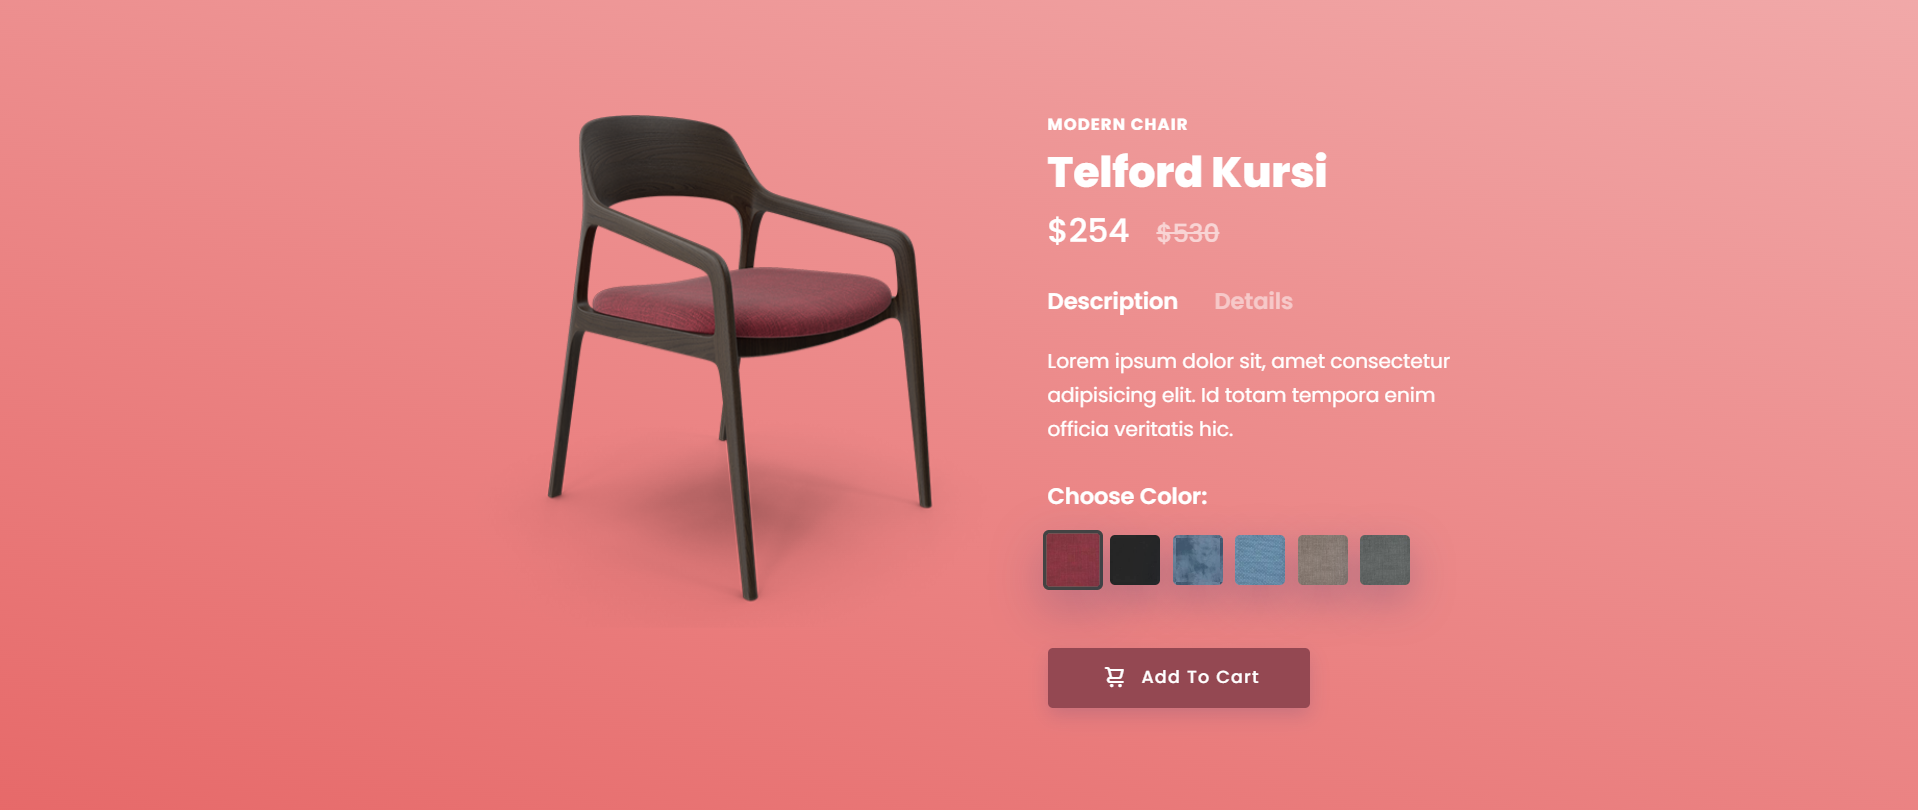 MODERN CHAIR
Telford Kursi
$254 $530
Description Details
Lorem ipsum dolor sit, amet consectetur
adipisicing elit. Id totam tempora enim
officia veritatis hic.
Choose Color:
Add To Cart